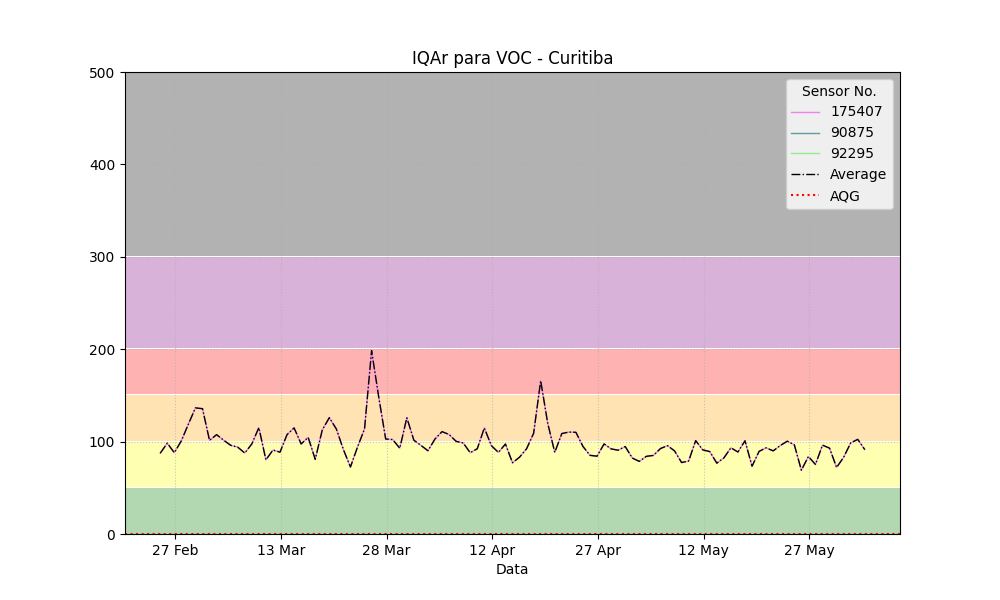 IQAr para VOC - Curitiba
500
400
300
200
100
0
Sensor No.
175407
90875
92295
Average
AQG
27 Feb
13 Mar
28 Mar
12 Apr
27 Apr
12 May
27 May
Data